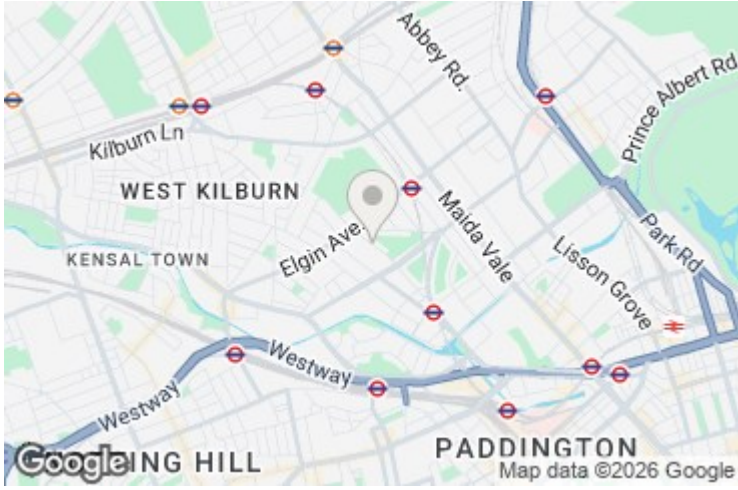 Abbey Rd.
Prince Albert Rd
Kilburn Ln
WEST KILBURN
Elgin Ave.
Maida Vale
Park Rd
KENSAL TOWN
Lisson Grove
Westway
Westway
PADDINGTON
ING HILL
Google
Map data ©2026 Google